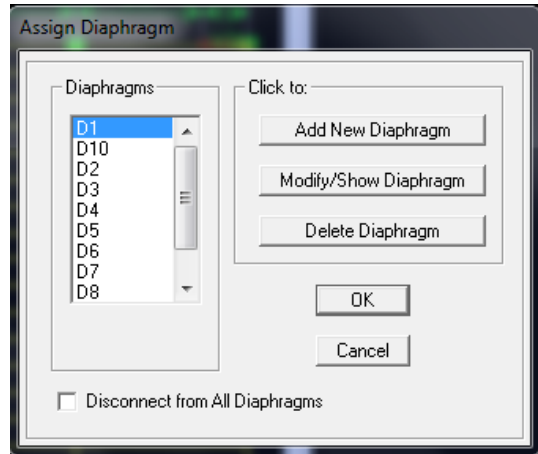 Assign Diaphragm
Diaphragms
D1
D10
D2
D3
D4
D5
D6
D7
D8
Click to:
Add New Diaphragm
Modify/Show Diaphragm
Delete Diaphragm
OK
Cancel
Disconnect from All Diaphragms